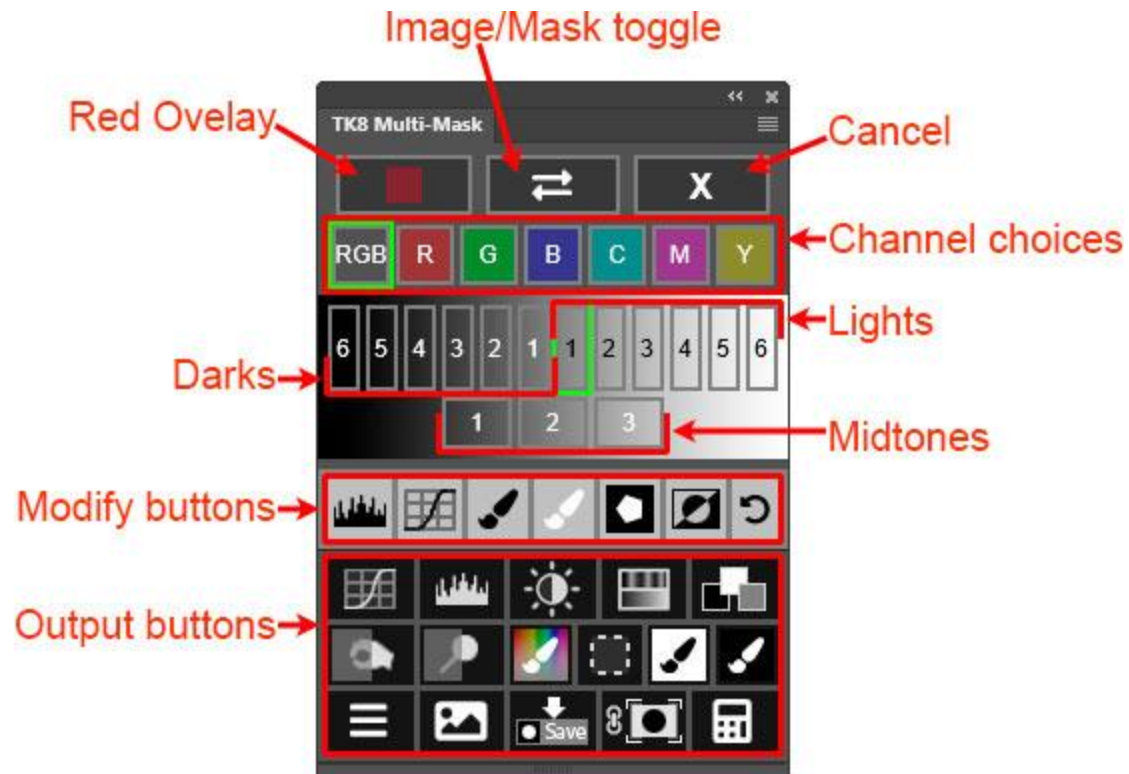 Image/Mask toggle
Red Ovelay
TK8 Multi-Mask
Cancel
X
Channel choices
RGB R G B C M Y
Lights
6 5 4 3 2 1 1 2 3 4 5 6
Darks
1 2 3
Midtones
Modify buttons
Output buttons
Save